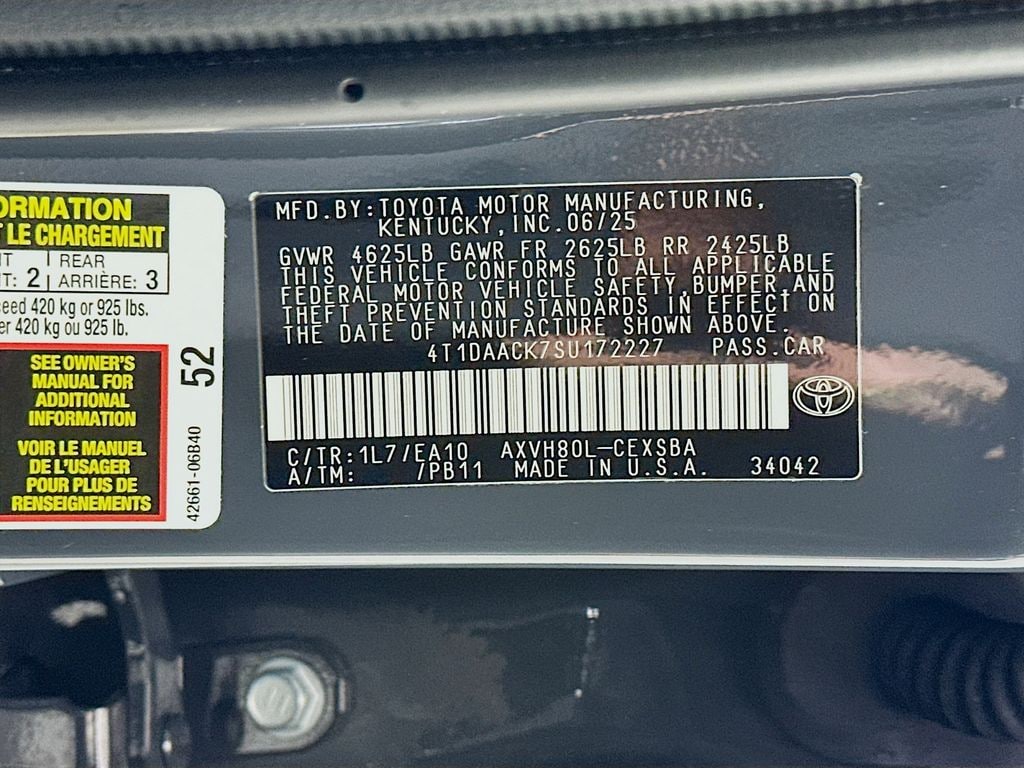 ORMATION
T LE CHARGEMENT
T REAR
T: 2 ARRIÈRE: 3
eed 420 kg or 925 lbs.
er 420 kg ou 925 lb.
SEE OWNER'S
MANUAL FOR
ADDITIONAL
INFORMATION
VOIR LE MANUEL
DE L'USAGER
POUR PLUS DE
RENSEIGNEMENTS
52
42661-06B40
MFD.BY:TOYOTA MOTOR MANUFACTURING,
KENTUCKY,INC.06/25
GVWR 4625LB GAWR FR 2625LB RR 2425LB
THIS VEHICLE CONFORMS TO ALL APPLICABLE
FEDERAL MOTOR VEHICLE SAFETY,BUMPER,AND
THEFT PREVENTION STANDARDS IN EFFECT ON
THE DATE OF MANUFACTURE SHOWN ABOVE.
4T1DAACK7SU172227 PASS.CAR
C/TR:1L7/EA10 AXVH80L-CEXSBA
A/TM: /PB11 MADE IN U.S.A. 34042